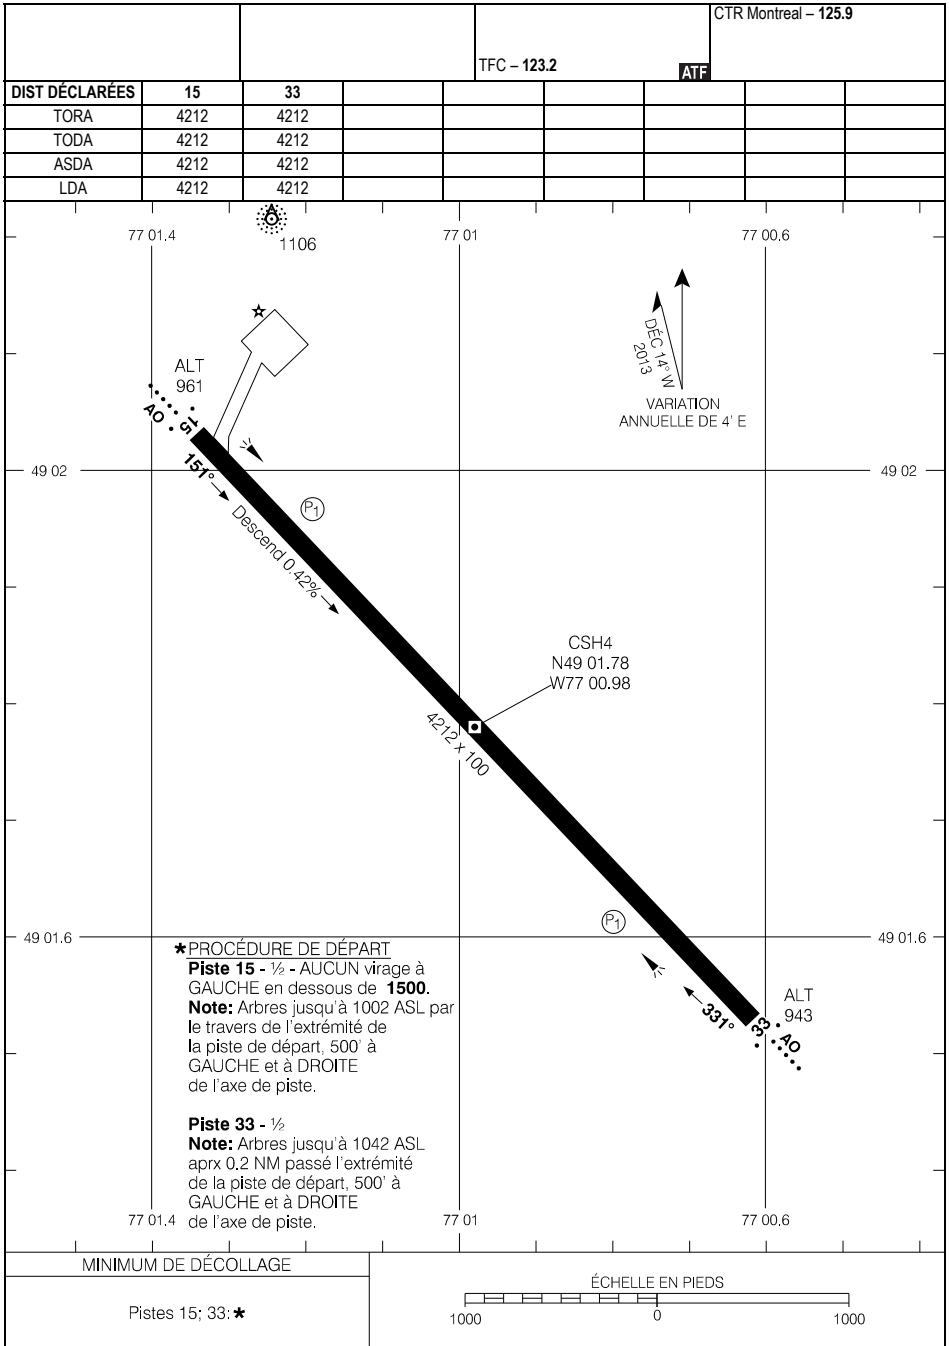 CTR Montreal – 125.9
TFC – 123.2
ATF
DIST DÉCLARÉES 15 33
TORA 4212 4212
TODA 4212 4212
ASDA 4212 4212
LDA 4212 4212
77 01.4
77 01
77 00.6
1106
DÉC 14° W
2013
VARIATION
ANNUELLE DE 4' E
ALT
961
AO
15
49 02
49 02
151°
P1
Descend 0.42%
CSH4
N49 01.78
W77 00.98
4212 x 100
P1
49 01.6
49 01.6
★PROCÉDURE DE DÉPART
Piste 15 - ½ - AUCUN virage à
GAUCHE en dessous de 1500.
Note: Arbres jusqu'à 1002 ASL par
le travers de l'extrémité de
la piste de départ, 500' à
GAUCHE et à DROITE
de l'axe de piste.
331°
33
ALT
943
AO
Piste 33 - ½
Note: Arbres jusqu'à 1042 ASL
aprx 0.2 NM passé l'extrémité
de la piste de départ, 500' à
GAUCHE et à DROITE
de l'axe de piste.
77 01.4
77 01
77 00.6
MINIMUM DE DÉCOLLAGE
Pistes 15; 33:★
ÉCHELLE EN PIEDS
1000 0 1000